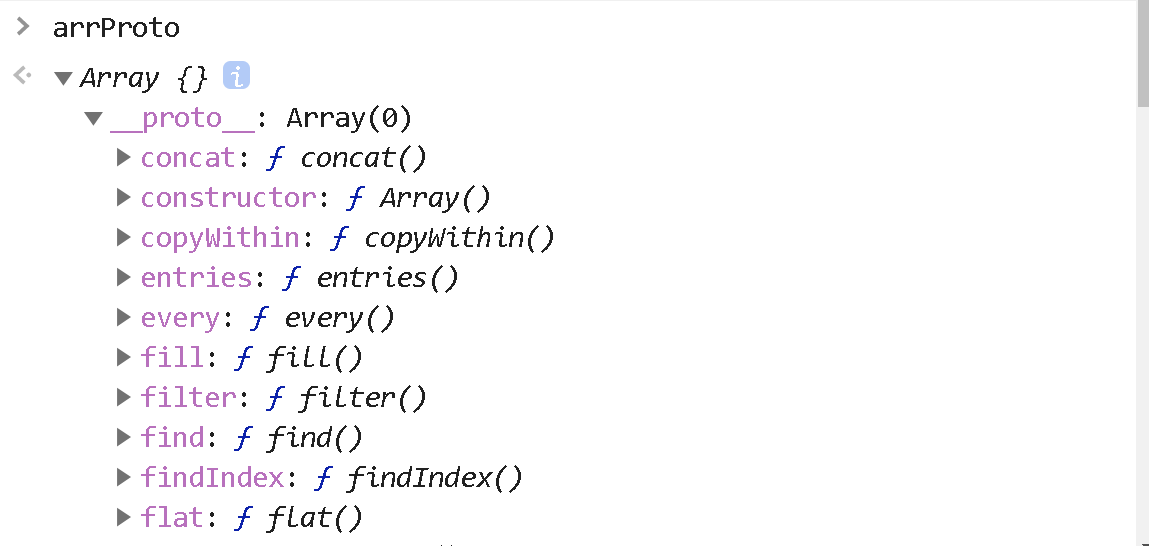 arrProto
Array {} i
__proto__: Array(0)
concat: ƒ concat()
constructor: ƒ Array()
copyWithin: ƒ copyWithin()
entries: ƒ entries()
every: ƒ every()
fill: ƒ fill()
filter: ƒ filter()
find: ƒ find()
findIndex: ƒ findIndex()
flat: ƒ flat()